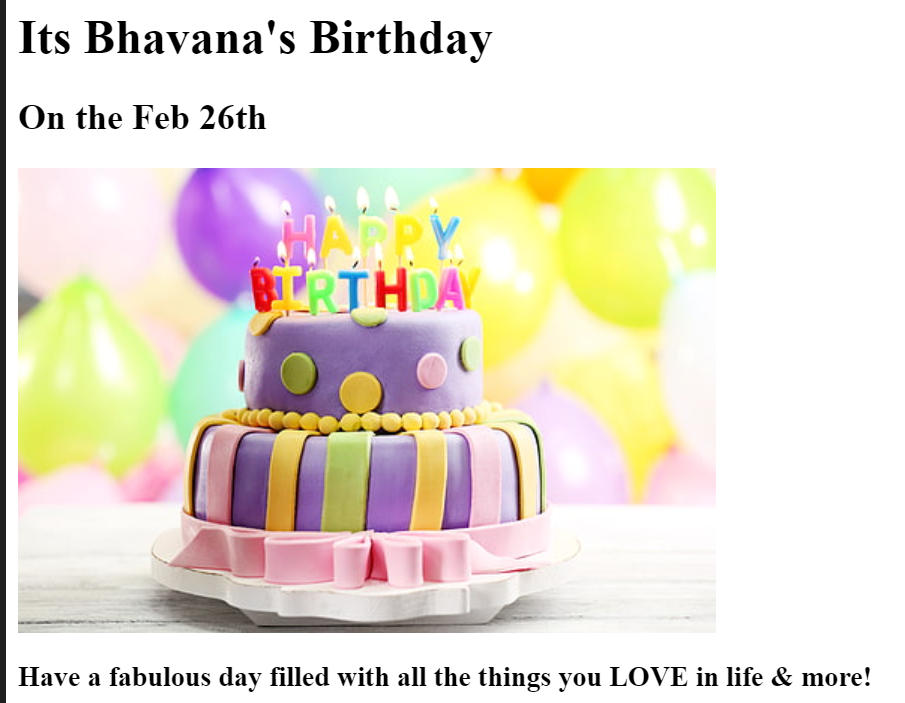 Its Bhavana's Birthday
On the Feb 26th
HAPPY
BIRTHDAY
Have a fabulous day filled with all the things you LOVE in life & more!